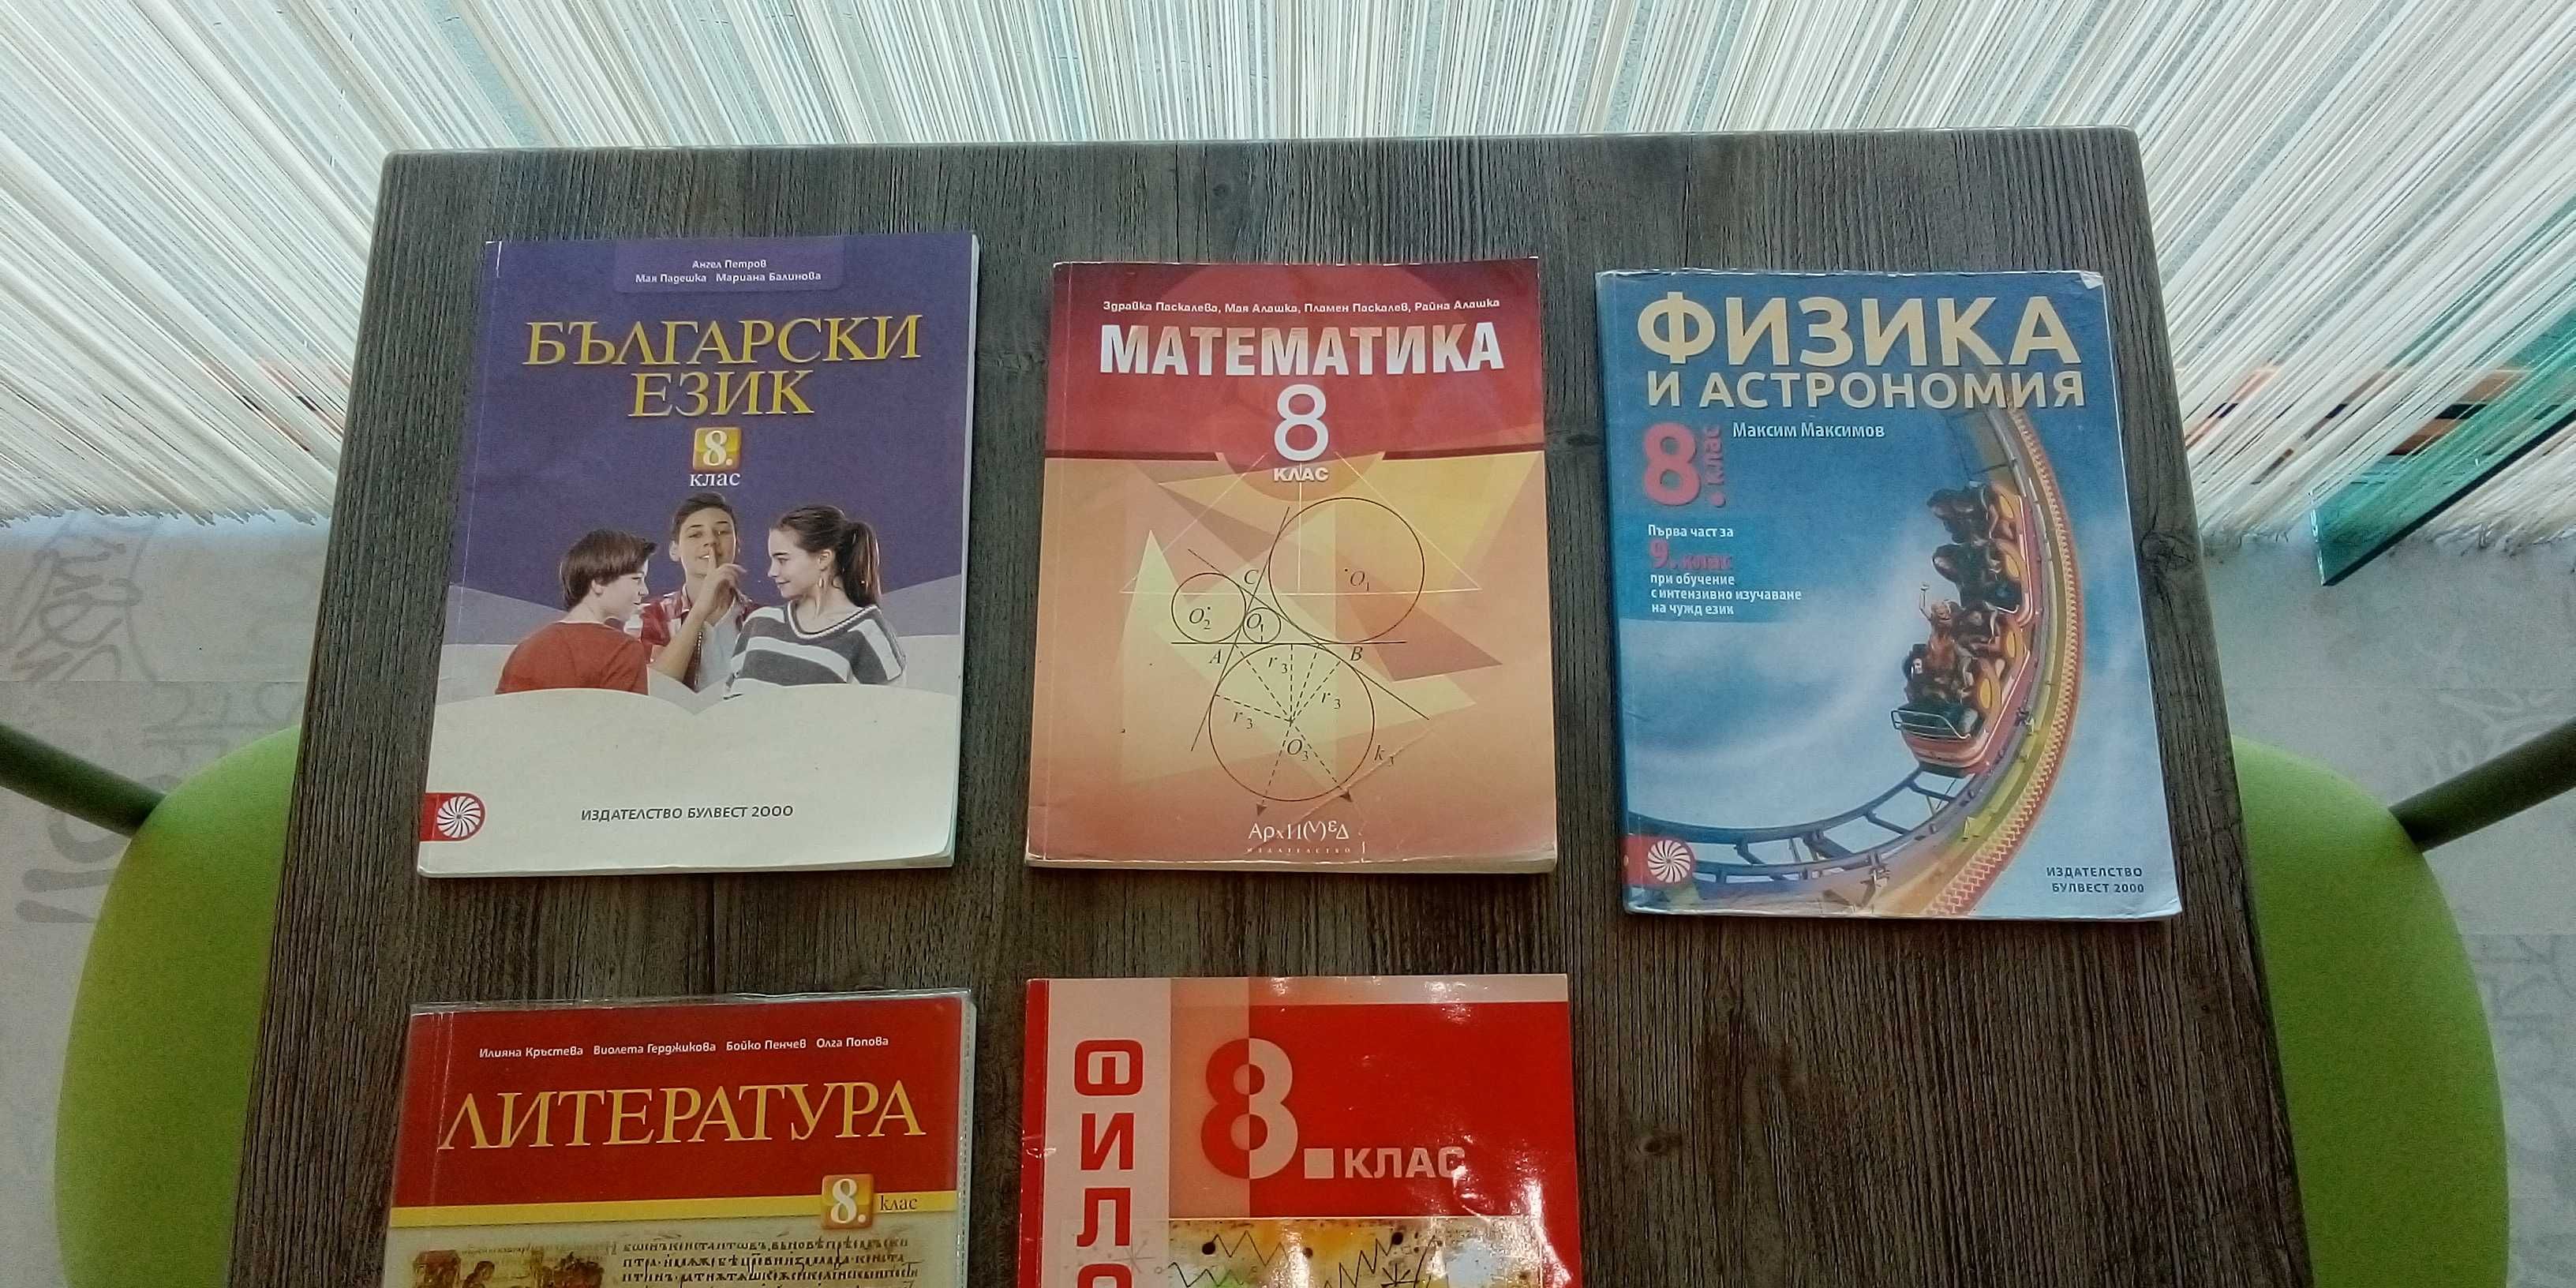 Ангел Петров
Мая Падешка Мариана Балинова
БЪЛГАРСКИ
ЕЗИК
8.
клас
ИЗДАТЕЛСТВО БУЛВЕСТ 2000
Здравка Паскалева, Мая Алашка, Пламен Паскалев, Райна Алашка
МАТЕМАТИКА
8
КЛАС
C
O1
O2
O
A
B
r3
r3
r3
O3
k3
АрхИ(v)εΔ
ИЗДАТЕЛСТВО
ФИЗИКА
И АСТРОНОМИЯ
8. клас
Максим Максимов
Първа част за
9. клас
при обучение
с интензивно изучаване
на чужд език
ИЗДАТЕЛСТВО
БУЛВЕСТ 2000
Илияна Кръстева Виолета Герджикова Бойко Пенчев Олга Попова
ЛИТЕРАТУРА
8.
клас
ФИЛО
8. КЛАС